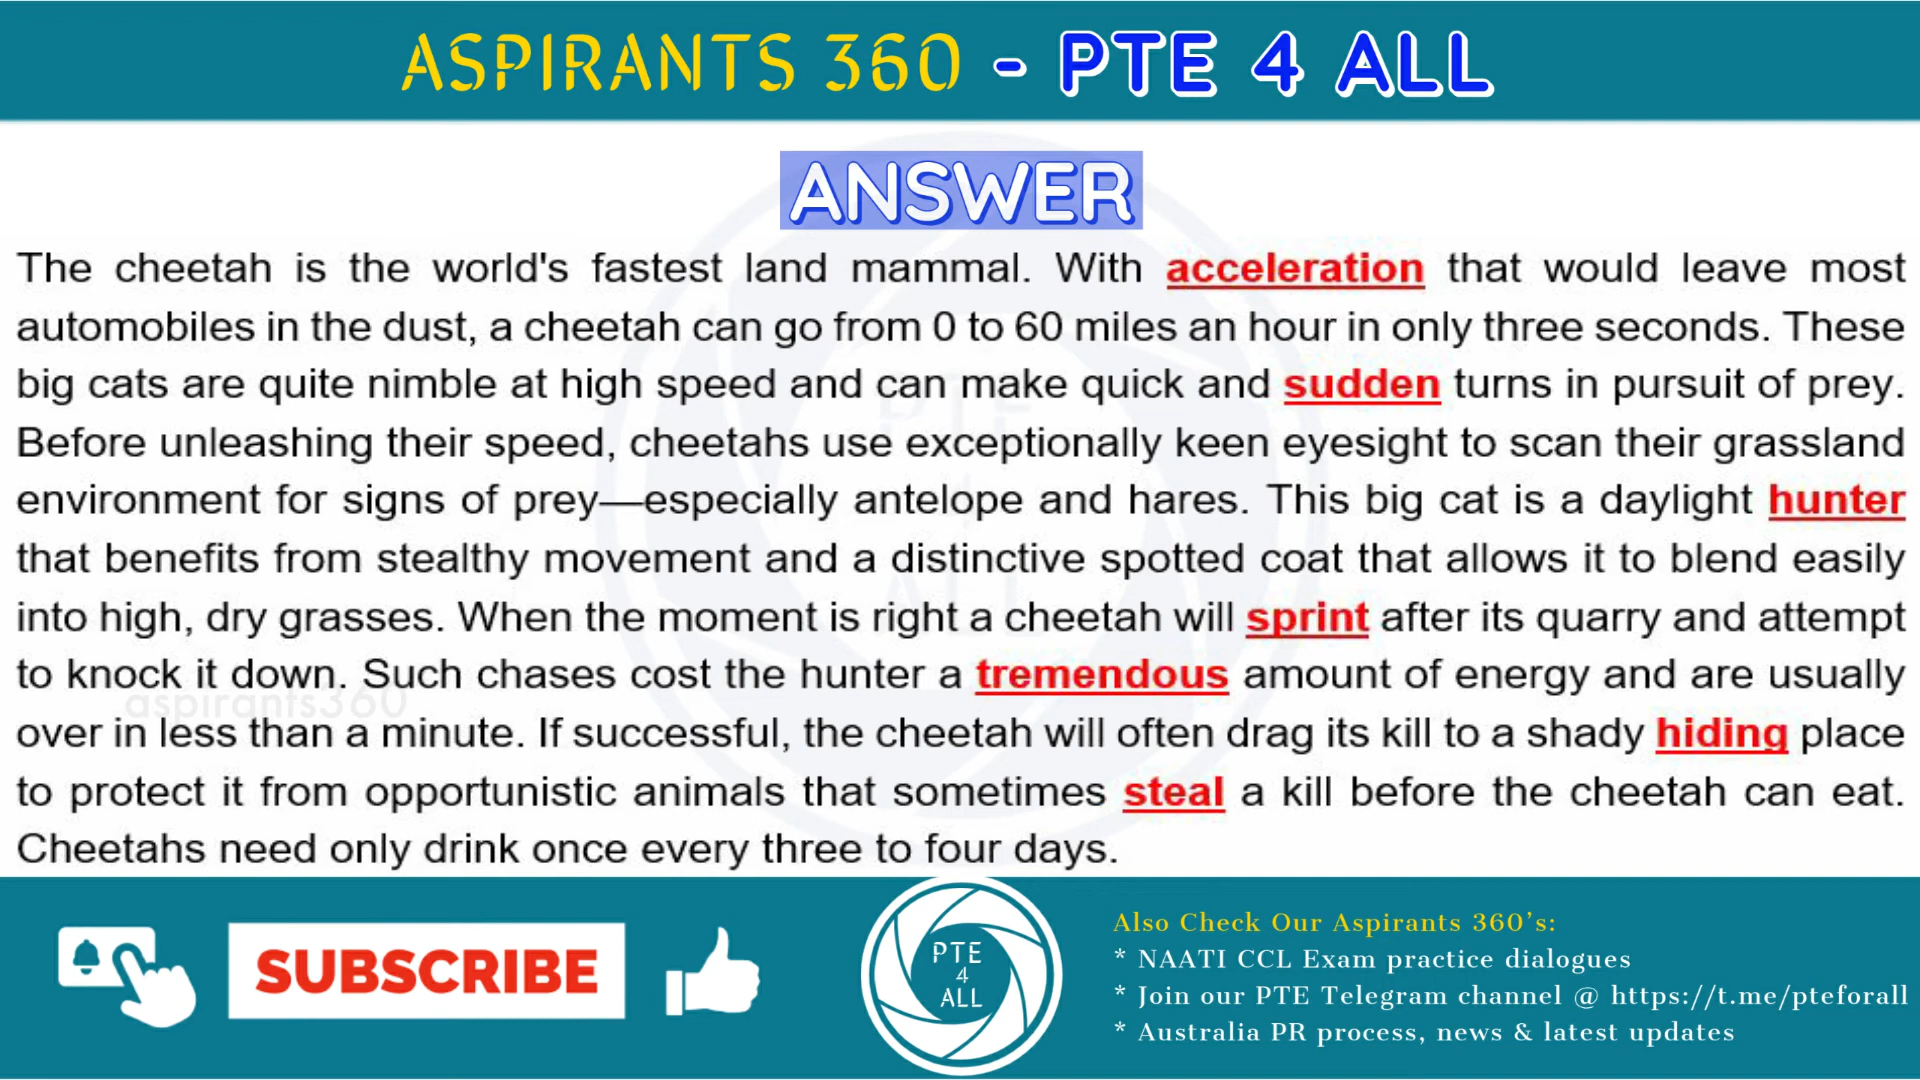 ASPIRANTS 360 - PTE 4 ALL
ANSWER
The cheetah is the world's fastest land mammal. With acceleration that would leave most
automobiles in the dust, a cheetah can go from 0 to 60 miles an hour in only three seconds. These
big cats are quite nimble at high speed and can make quick and sudden turns in pursuit of prey.
Before unleashing their speed, cheetahs use exceptionally keen eyesight to scan their grassland
environment for signs of prey—especially antelope and hares. This big cat is a daylight hunter
that benefits from stealthy movement and a distinctive spotted coat that allows it to blend easily
into high, dry grasses. When the moment is right a cheetah will sprint after its quarry and attempt
to knock it down. Such chases cost the hunter a tremendous amount of energy and are usually
aspirants360
over in less than a minute. If successful, the cheetah will often drag its kill to a shady hiding place
to protect it from opportunistic animals that sometimes steal a kill before the cheetah can eat.
Cheetahs need only drink once every three to four days.
SUBSCRIBE
PTE
4
ALL
Also Check Our Aspirants 360's:
* NAATI CCL Exam practice dialogues
* Join our PTE Telegram channel @ https://t.me/pteforall
* Australia PR process, news & latest updates